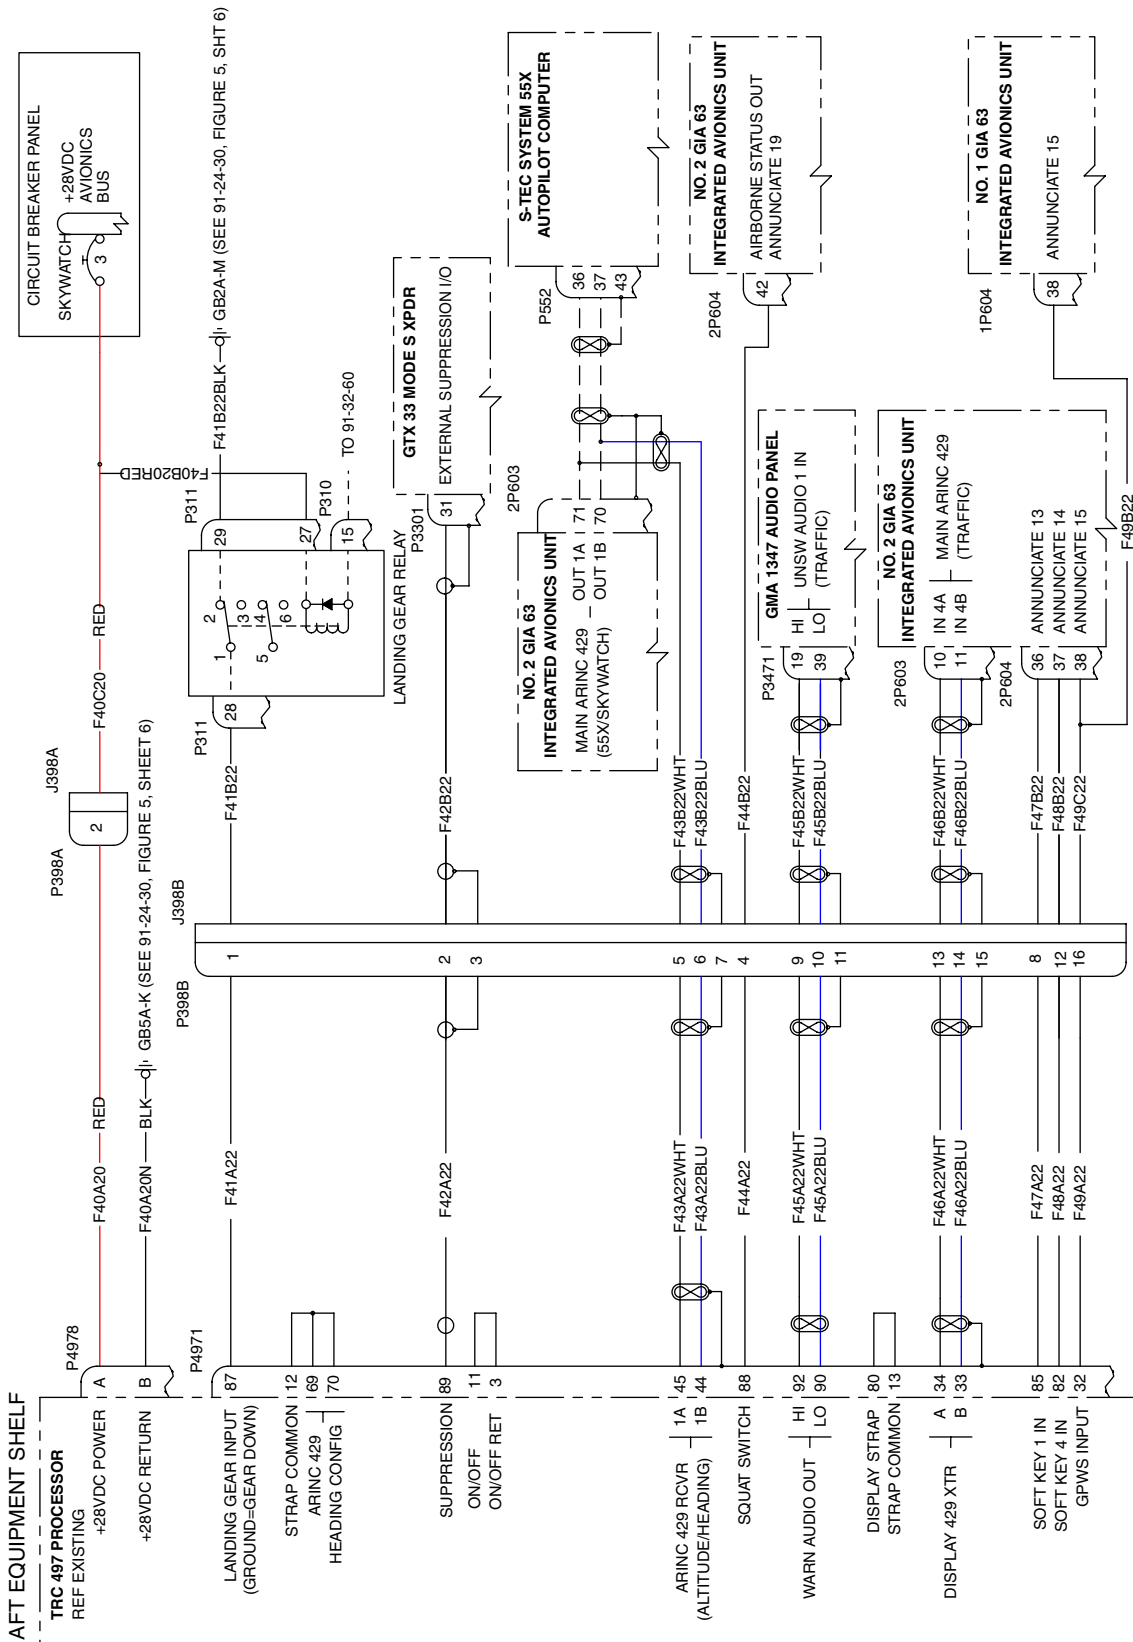 AFT EQUIPMENT SHELF
TRC 497 PROCESSOR
REF EXISTING
+28VDC POWER
+28VDC RETURN
LANDING GEAR INPUT
(GROUND=GEAR DOWN)
STRAP COMMON
ARINC 429
HEADING CONFIG
SUPPRESSION
ON/OFF
ON/OFF RET
ARINC 429 RCVR
(ALTITUDE/HEADING)
1A
1B
SQUAT SWITCH
WARN AUDIO OUT
HI
LO
DISPLAY STRAP
STRAP COMMON
DISPLAY 429 XTR
A
B
SOFT KEY 1 IN
SOFT KEY 4 IN
GPWS INPUT
P4978
A
B
P4971
87
12
69
70
89
11
3
45
44
88
92
90
80
13
34
33
85
82
32
F40A20
RED
F40A20N
BLK
GB5A-K (SEE 91-24-30, FIGURE 5, SHEET 6)
F41A22
F42A22
F43A22WHT
F43A22BLU
F44A22
F45A22WHT
F45A22BLU
F46A22WHT
F46A22BLU
F47A22
F48A22
F49A22
P398A
2
J398A
P398B
J398B
1
2
3
5
6
7
4
9
10
11
13
14
15
8
12
16
F40C20
RED
F41B22
F42B22
F43B22WHT
F43B22BLU
F44B22
F45B22WHT
F45B22BLU
F46B22WHT
F46B22BLU
F47B22
F48B22
F49C22
F49B22
P311
28
1
2
3
4
5
6
LANDING GEAR RELAY
P311
29
27
P310
15
TO 91-32-60
F40B20RED
F41B22BLK
GB2A-M (SEE 91-24-30, FIGURE 5, SHT 6)
CIRCUIT BREAKER PANEL
SKYWATCH
3
+28VDC
AVIONICS
BUS
P3301
31
GTX 33 MODE S XPDR
EXTERNAL SUPPRESSION I/O
NO. 2 GIA 63
INTEGRATED AVIONICS UNIT
MAIN ARINC 429
(55X/SKYWATCH)
OUT 1A
OUT 1B
2P603
71
70
P552
36
37
43
S-TEC SYSTEM 55X
AUTOPILOT COMPUTER
2P604
42
NO. 2 GIA 63
INTEGRATED AVIONICS UNIT
AIRBORNE STATUS OUT
ANNUNCIATE 19
P3471
19
39
GMA 1347 AUDIO PANEL
HI
LO
UNSW AUDIO 1 IN
(TRAFFIC)
2P603
10
11
2P604
36
37
38
NO. 2 GIA 63
INTEGRATED AVIONICS UNIT
IN 4A
IN 4B
MAIN ARINC 429
(TRAFFIC)
ANNUNCIATE 13
ANNUNCIATE 14
ANNUNCIATE 15
1P604
38
NO. 1 GIA 63
INTEGRATED AVIONICS UNIT
ANNUNCIATE 15